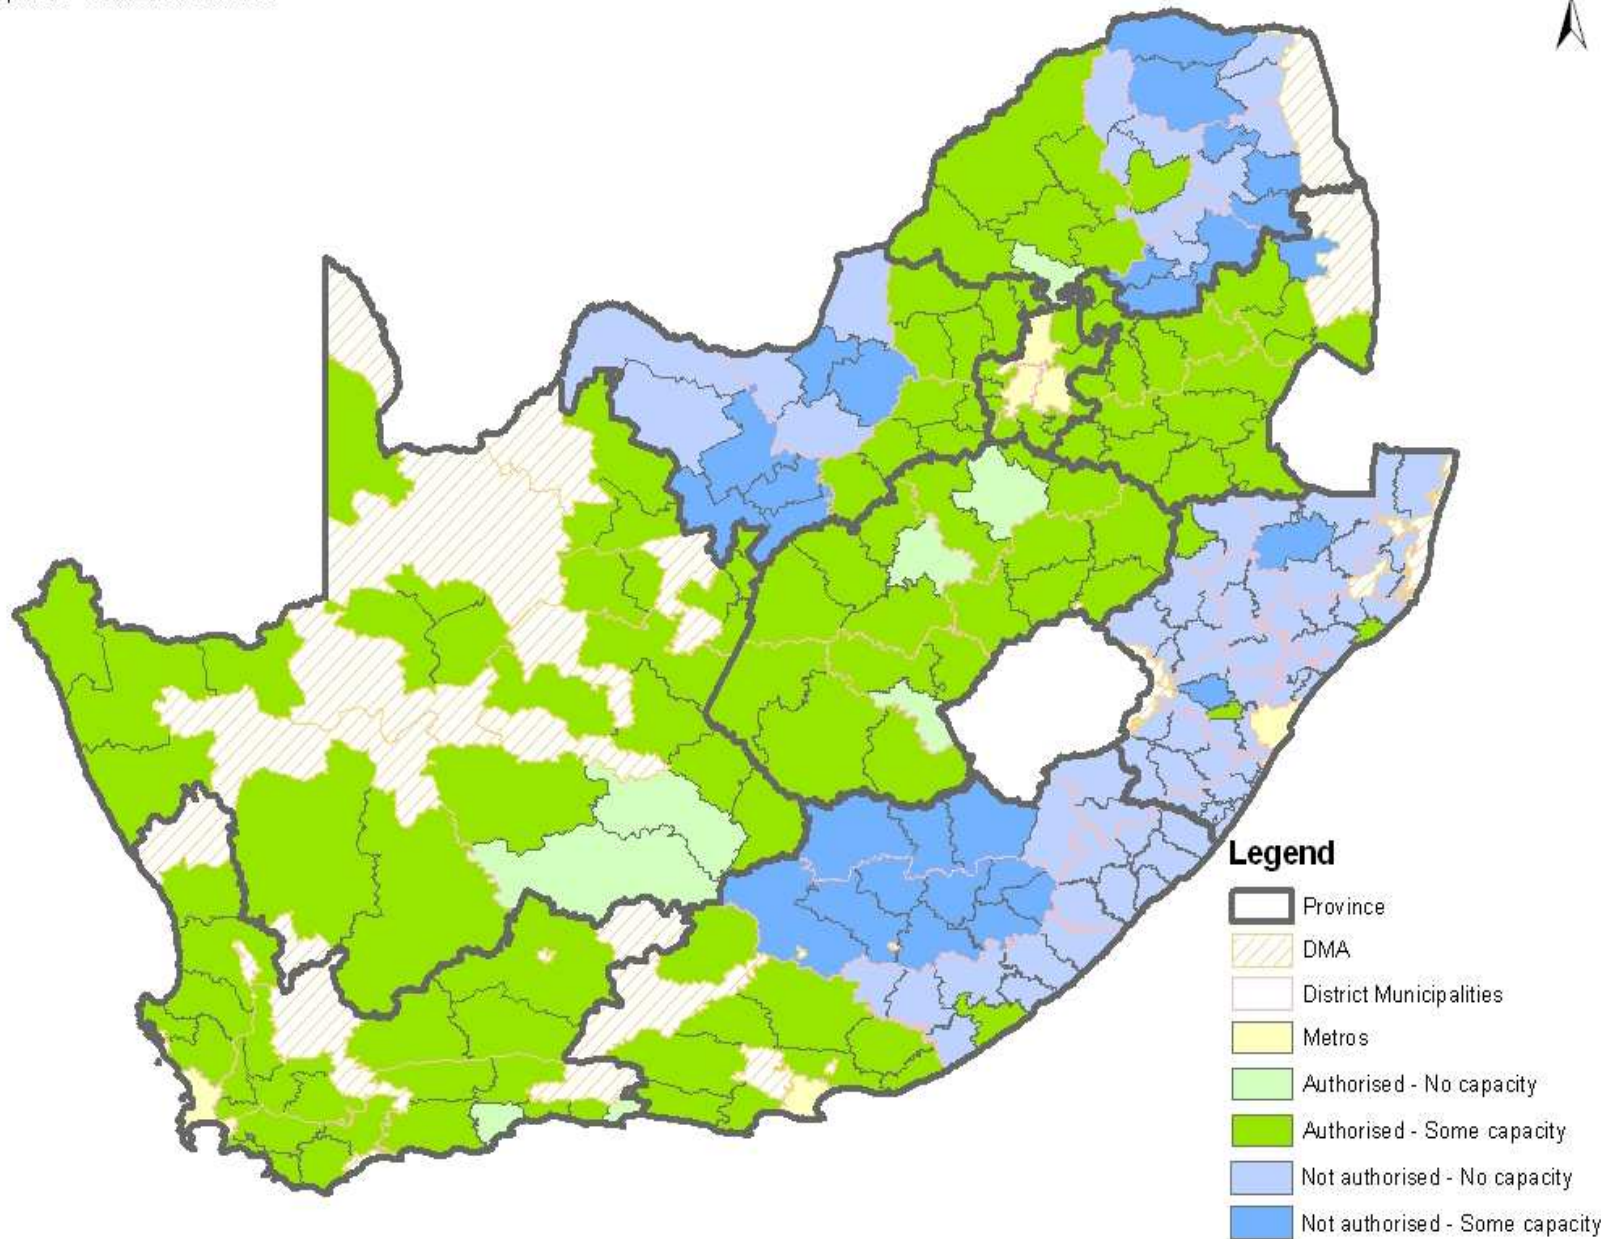 Legend
Province
DMA
District Municipalities
Metros
Authorised - No capacity
Authorised - Some capacity
Not authorised - No capacity
Not authorised - Some capacity